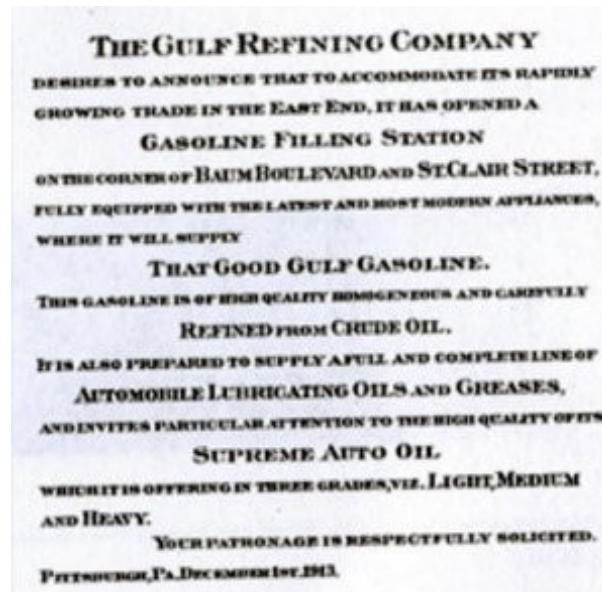 THE GULF REFINING COMPANY
DESIRES TO ANNOUNCE THAT TO ACCOMMODATE ITS RAPIDLY
GROWING TRADE IN THE EAST END, IT HAS OPENED A
GASOLINE FILLING STATION
ON THE CORNER OF BAUM BOULEVARD AND ST. CLAIR STREET,
FULLY EQUIPPED WITH THE LATEST AND MOST MODERN APPLIANCES,
WHERE IT WILL SUPPLY
THAT GOOD GULF GASOLINE.
THIS GASOLINE IS OF HIGH QUALITY HOMOGENEOUS AND CAREFULLY
REFINED FROM CRUDE OIL.
IT IS ALSO PREPARED TO SUPPLY A FULL AND COMPLETE LINE OF
AUTOMOBILE LUBRICATING OILS AND GREASES,
AND INVITES PARTICULAR ATTENTION TO THE HIGH QUALITY OF ITS
SUPREME AUTO OIL
WHICH IT IS OFFERING IN THREE GRADES, VIZ. LIGHT, MEDIUM
AND HEAVY.
YOUR PATRONAGE IS RESPECTFULLY SOLICITED.
PITTSBURGH, PA. DECEMBER 1ST. 1913.